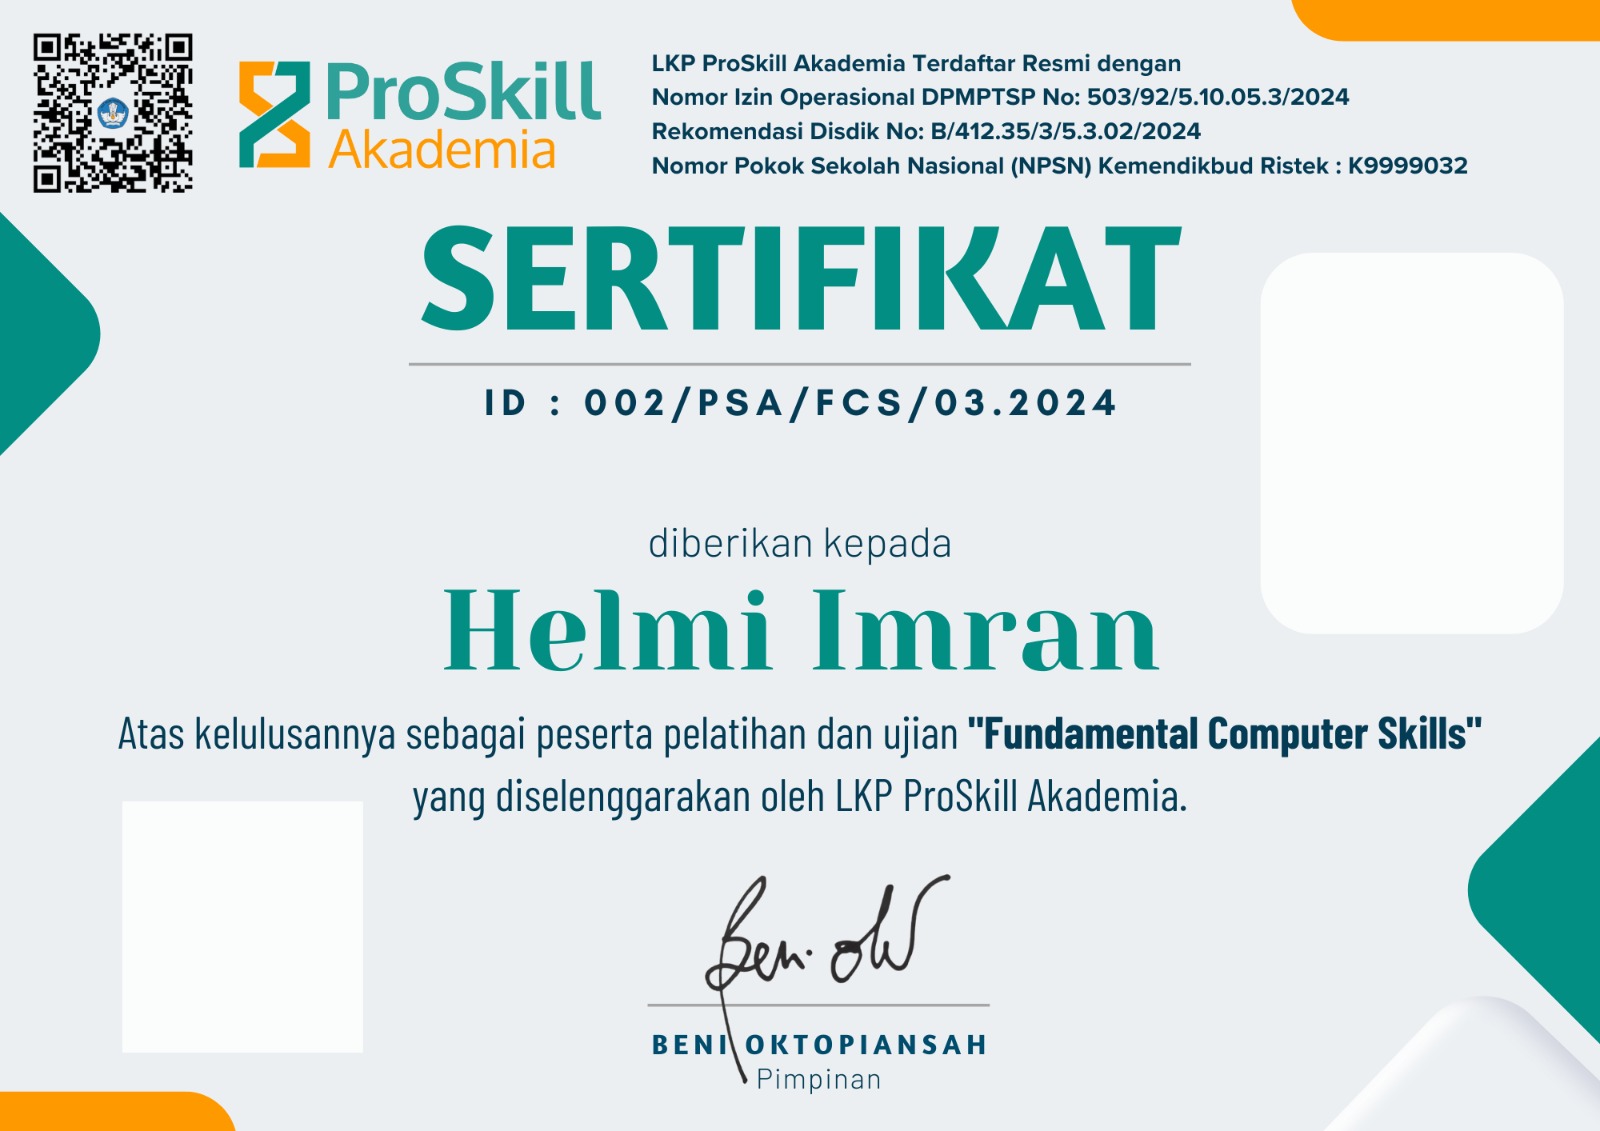 ProSkill
Akademia
LKP ProSkill Akademia Terdaftar Resmi dengan
Nomor Izin Operasional DPMPTSP No: 503/92/5.10.05.3/2024
Rekomendasi Disdik No: B/412.35/3/5.3.02/2024
Nomor Pokok Sekolah Nasional (NPSN) Kemendikbud Ristek : K9999032
SERTIFIKAT
ID : 002/PSA/FCS/03.2024
diberikan kepada
Helmi Imran
Atas kelulusannya sebagai peserta pelatihan dan ujian "Fundamental Computer Skills"
yang diselenggarakan oleh LKP ProSkill Akademia.
BENI OKTOPIANSAH
Pimpinan